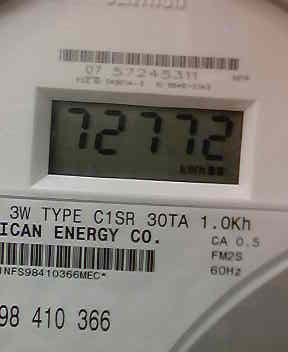 07 57245311
72772
kWh
3W TYPE C1SR 30TA 1.0Kh
ICAN ENERGY CO.
CA 0.5
FM2S
60Hz
NFS98410366MEC*
98 410 366